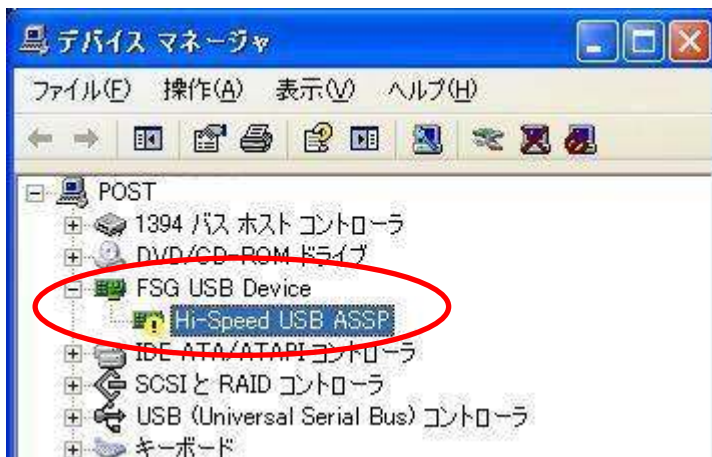 デバイス マネージャ
ファイル(F) 操作(A) 表示(V) ヘルプ(H)
POST
1394 バス ホスト コントローラ
DVD/CD-ROM ドライブ
FSG USB Device
Hi-Speed USB ASSP
IDE ATA/ATAPI コントローラ
SCSI と RAID コントローラ
USB (Universal Serial Bus) コントローラ
キーボード